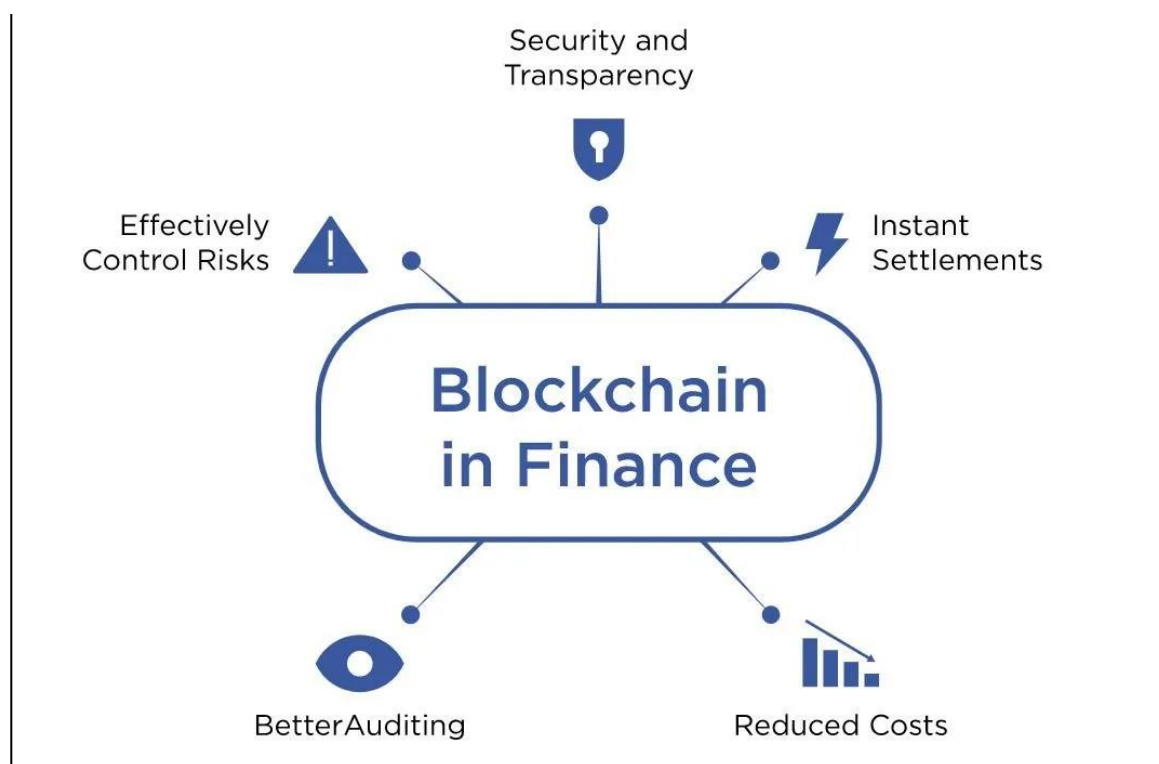 Security and
Transparency
Effectively
Control Risks
Instant
Settlements
Blockchain
in Finance
BetterAuditing
Reduced Costs